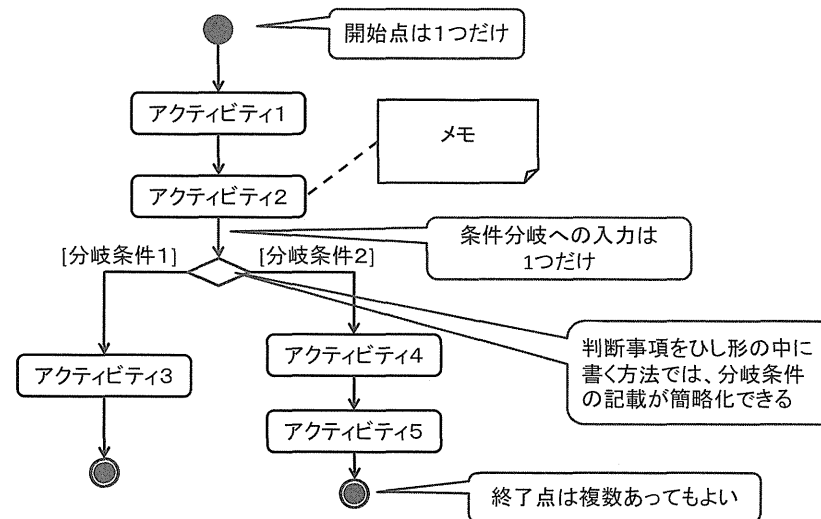 開始点は1つだけ
アクティビティ1
メモ
アクティビティ2
条件分岐への入力は
1つだけ
[分岐条件1]
[分岐条件2]
判断事項をひし形の中に
書く方法では、分岐条件
の記載が簡略化できる
アクティビティ4
アクティビティ3
アクティビティ5
終了点は複数あってもよい